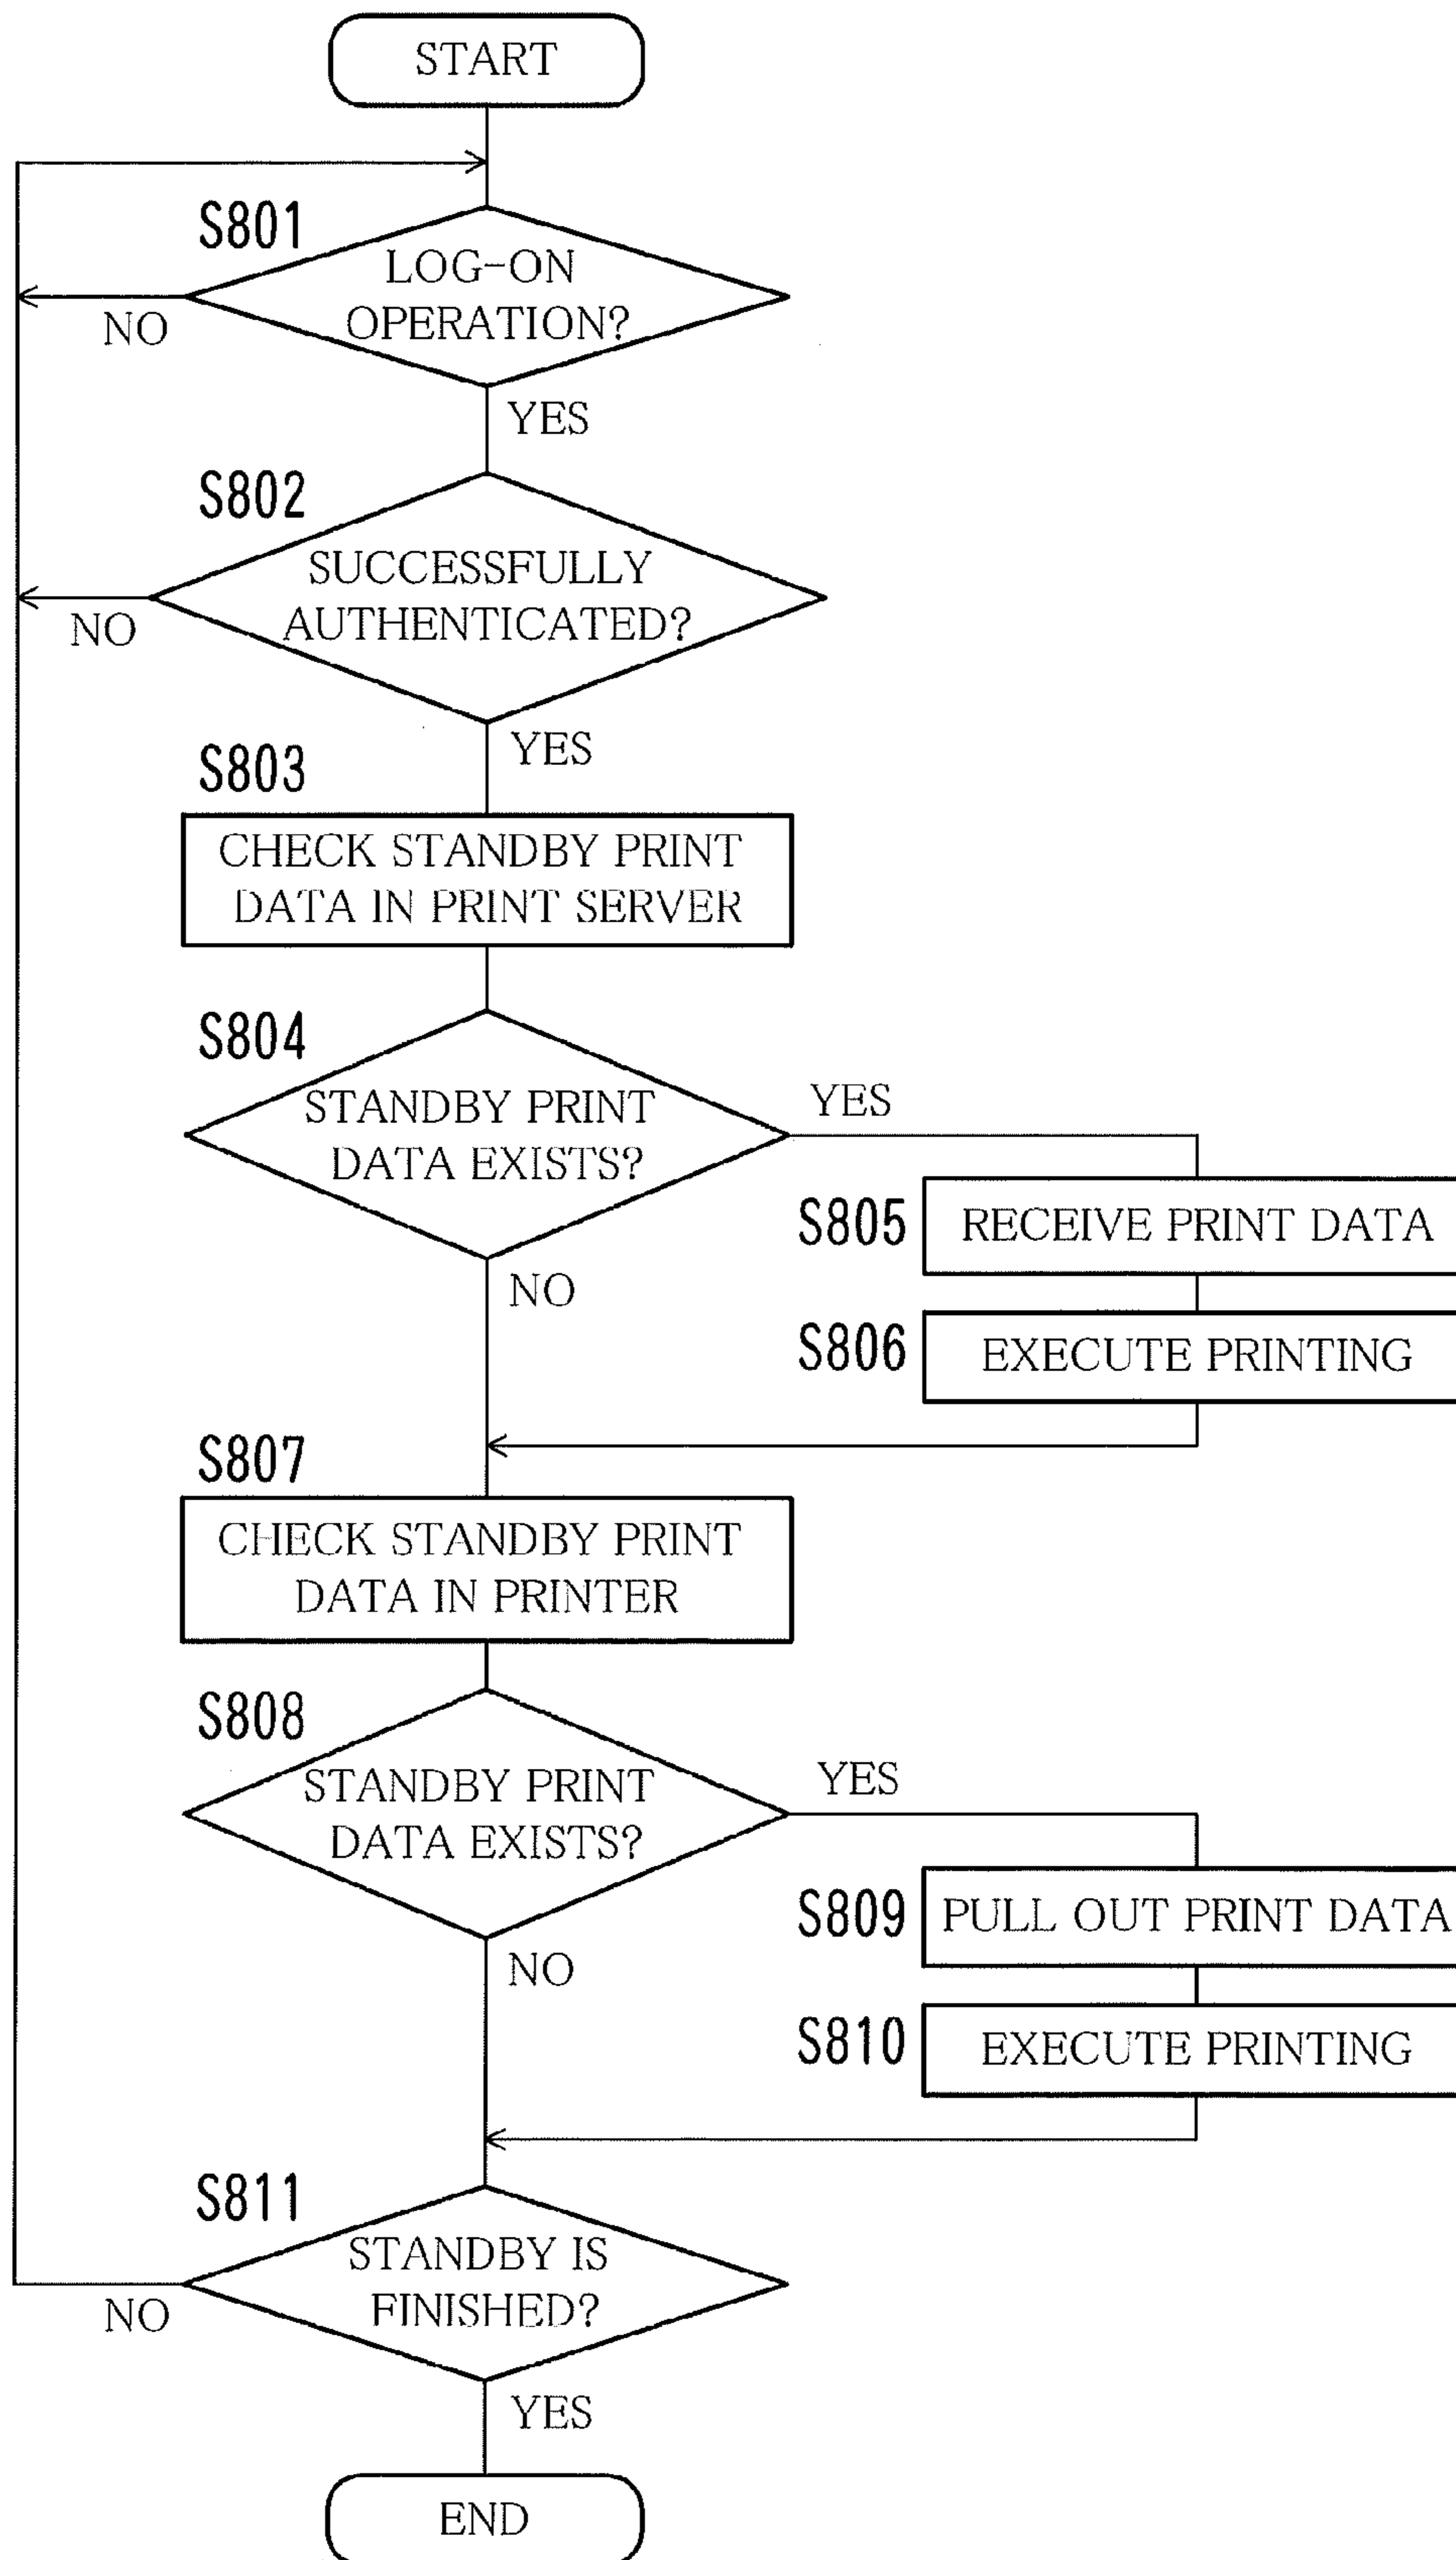 START
S801
LOG-ON
OPERATION?
NO
YES
S802
SUCCESSFULLY
AUTHENTICATED?
NO
YES
S803
CHECK STANDBY PRINT
DATA IN PRINT SERVER
S804
STANDBY PRINT
DATA EXISTS?
YES
S805
RECEIVE PRINT DATA
NO
S806
EXECUTE PRINTING
S807
CHECK STANDBY PRINT
DATA IN PRINTER
S808
STANDBY PRINT
DATA EXISTS?
YES
S809
PULL OUT PRINT DATA
NO
S810
EXECUTE PRINTING
S811
STANDBY IS
FINISHED?
NO
YES
END